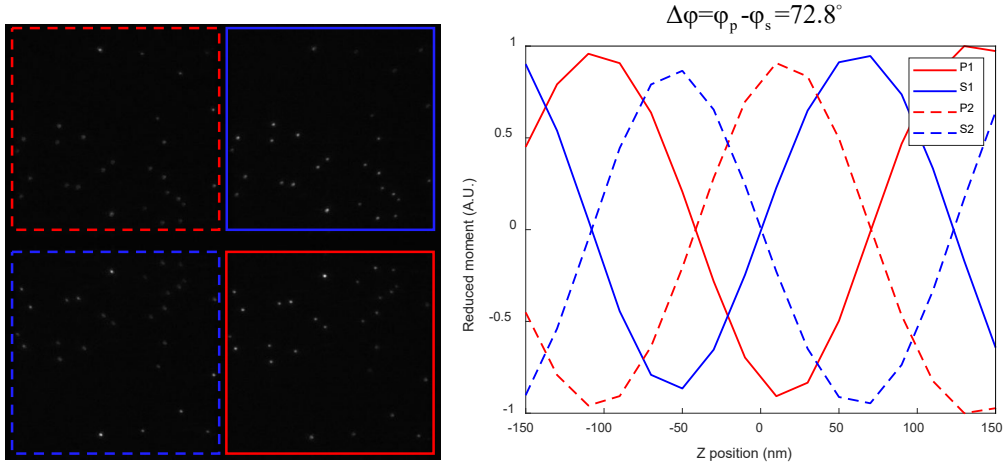 Δφ=φp-φs=72.8°
1
0.5
0
-0.5
-1
-150
-100
-50
0
50
100
150
Reduced moment (A.U.)
Z position (nm)
P1
S1
P2
S2